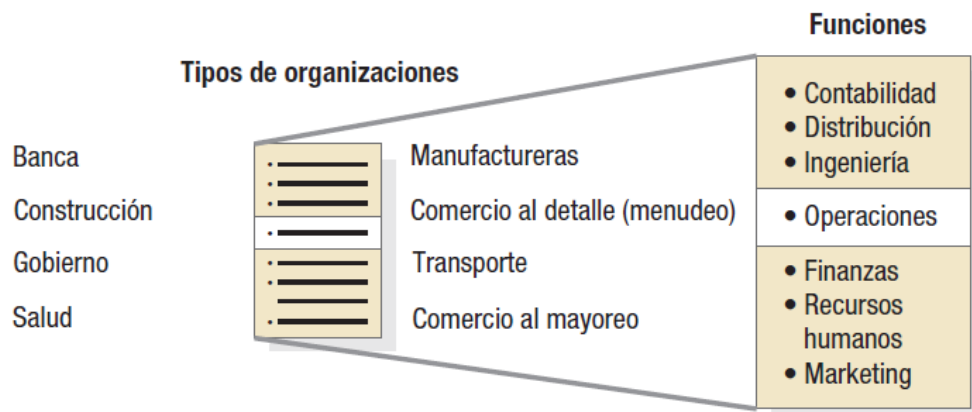 Funciones
Tipos de organizaciones
• Contabilidad
• Distribución
• Ingeniería
• Operaciones
• Finanzas
• Recursos
humanos
• Marketing
Banca
Construcción
Gobierno
Salud
Manufactureras
Comercio al detalle (menudeo)
Transporte
Comercio al mayoreo